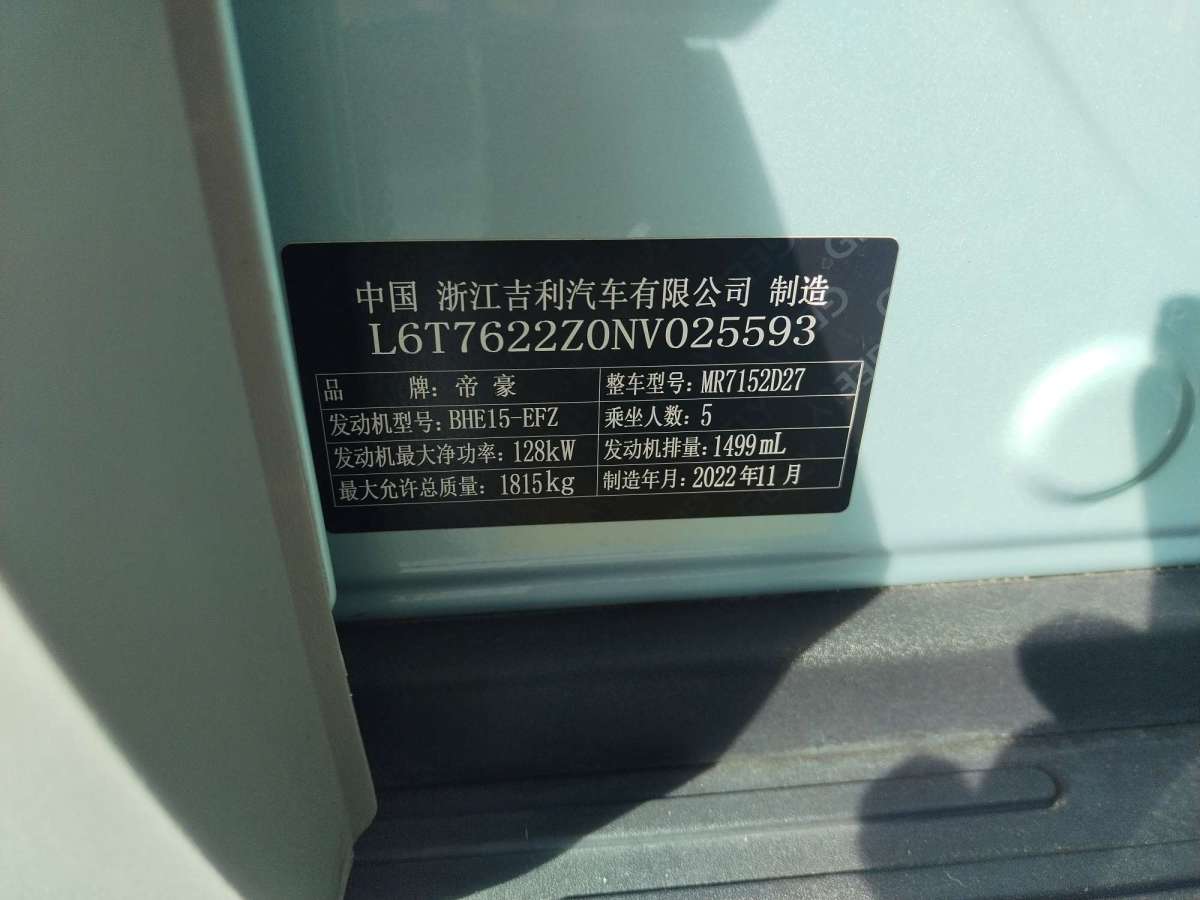 中国 浙江吉利汽车有限公司 制造
L6T7622Z0NV025593
品 牌: 帝豪 整车型号: MR7152D27
发动机型号: BHE15-EFZ 乘坐人数: 5
发动机最大净功率: 128kW 发动机排量: 1499mL
最大允许总质量: 1815kg 制造年月: 2022年11月